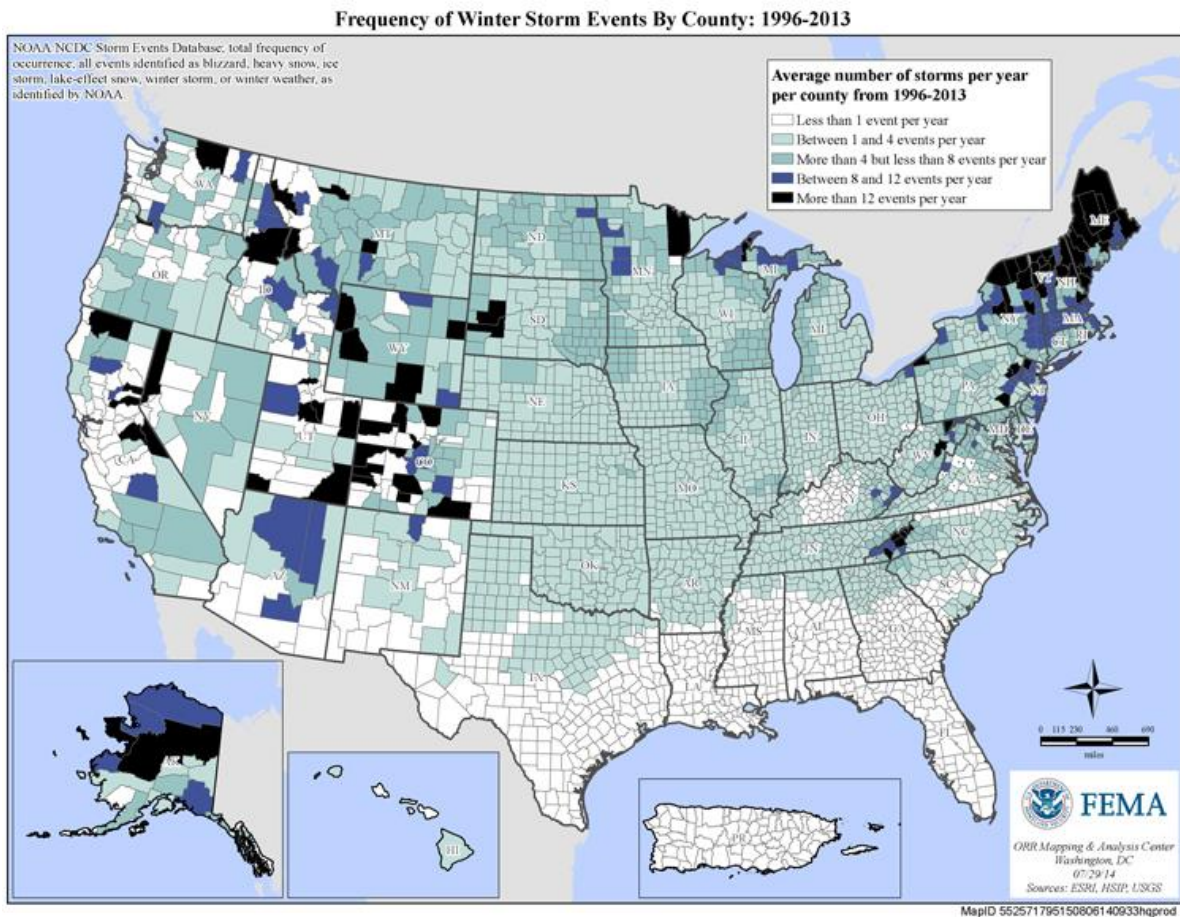 Frequency of Winter Storm Events By County: 1996-2013
NOAA NCDC Storm Events Database, total frequency of
occurrence, all events identified as blizzard, heavy snow, ice
storm, lake-effect snow, winter storm, or winter weather, as
identified by NOAA.
Average number of storms per year
per county from 1996-2013
Less than 1 event per year
Between 1 and 4 events per year
More than 4 but less than 8 events per year
Between 8 and 12 events per year
More than 12 events per year
WA
MT
ND
MN
MI
ME
VT
NH
OR
ID
SD
WI
MI
NY
MA
CT
RI
WY
NE
IA
PA
NJ
NV
UT
CO
IL
IN
OH
MD
DE
WV
VA
CA
KS
MO
KY
AZ
NM
OK
AR
TN
NC
SC
TX
LA
MS
AL
GA
FL
AK
HI
PR
0 115 230 460 690
miles
FEMA
ORR Mapping & Analysis Center
Washington, DC
07/29/14
Sources: ESRI, HSIP, USGS
MapID 552571795150806140933hqprod